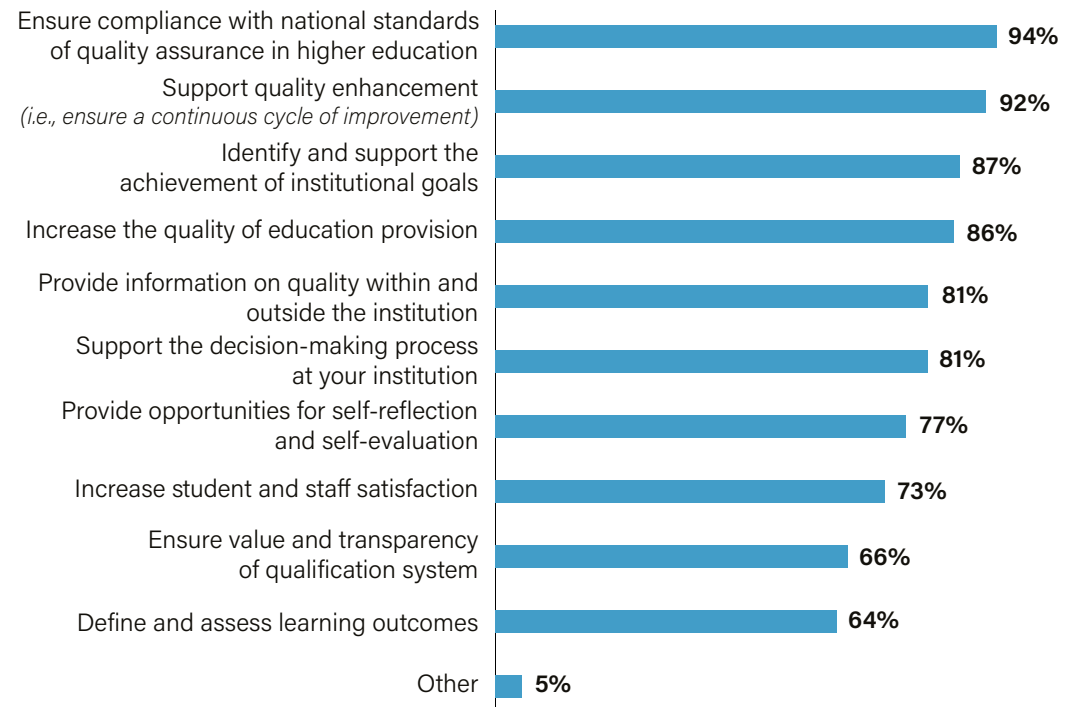 Ensure compliance with national standards
of quality assurance in higher education
94%
Support quality enhancement
(i.e., ensure a continuous cycle of improvement)
92%
Identify and support the
achievement of institutional goals
87%
Increase the quality of education provision
86%
Provide information on quality within and
outside the institution
81%
Support the decision-making process
at your institution
81%
Provide opportunities for self-reflection
and self-evaluation
77%
Increase student and staff satisfaction
73%
Ensure value and transparency
of qualification system
66%
Define and assess learning outcomes
64%
Other
5%